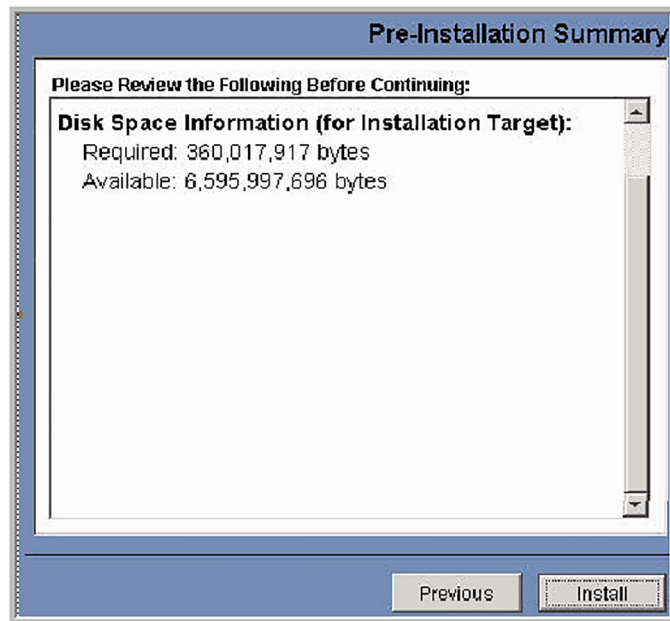 Pre-Installation Summary
Please Review the Following Before Continuing:
Disk Space Information (for Installation Target):
Required: 360,017,917 bytes
Available: 6,595,997,696 bytes
Previous
Install